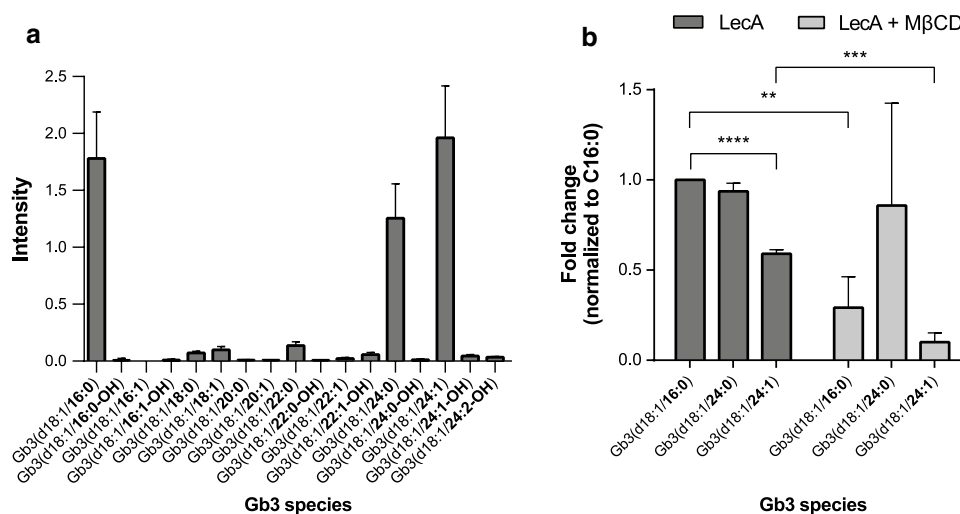 a
Intensity
2.5
2.0
1.5
1.0
0.5
0.0
Gb3(d18:1/16:0)
Gb3(d18:1/16:0-OH)
Gb3(d18:1/16:1)
Gb3(d18:1/16:1-OH)
Gb3(d18:1/18:0)
Gb3(d18:1/18:1)
Gb3(d18:1/20:0)
Gb3(d18:1/20:1)
Gb3(d18:1/22:0)
Gb3(d18:1/22:0-OH)
Gb3(d18:1/22:1)
Gb3(d18:1/22:1-OH)
Gb3(d18:1/24:0)
Gb3(d18:1/24:0-OH)
Gb3(d18:1/24:1)
Gb3(d18:1/24:1-OH)
Gb3(d18:1/24:2-OH)
Gb3 species
b
LecA
LecA + MβCD
***
**
****
Fold change
(normalized to C16:0)
1.5
1.0
0.5
0.0
Gb3(d18:1/16:0)
Gb3(d18:1/24:0)
Gb3(d18:1/24:1)
Gb3(d18:1/16:0)
Gb3(d18:1/24:0)
Gb3(d18:1/24:1)
Gb3 species